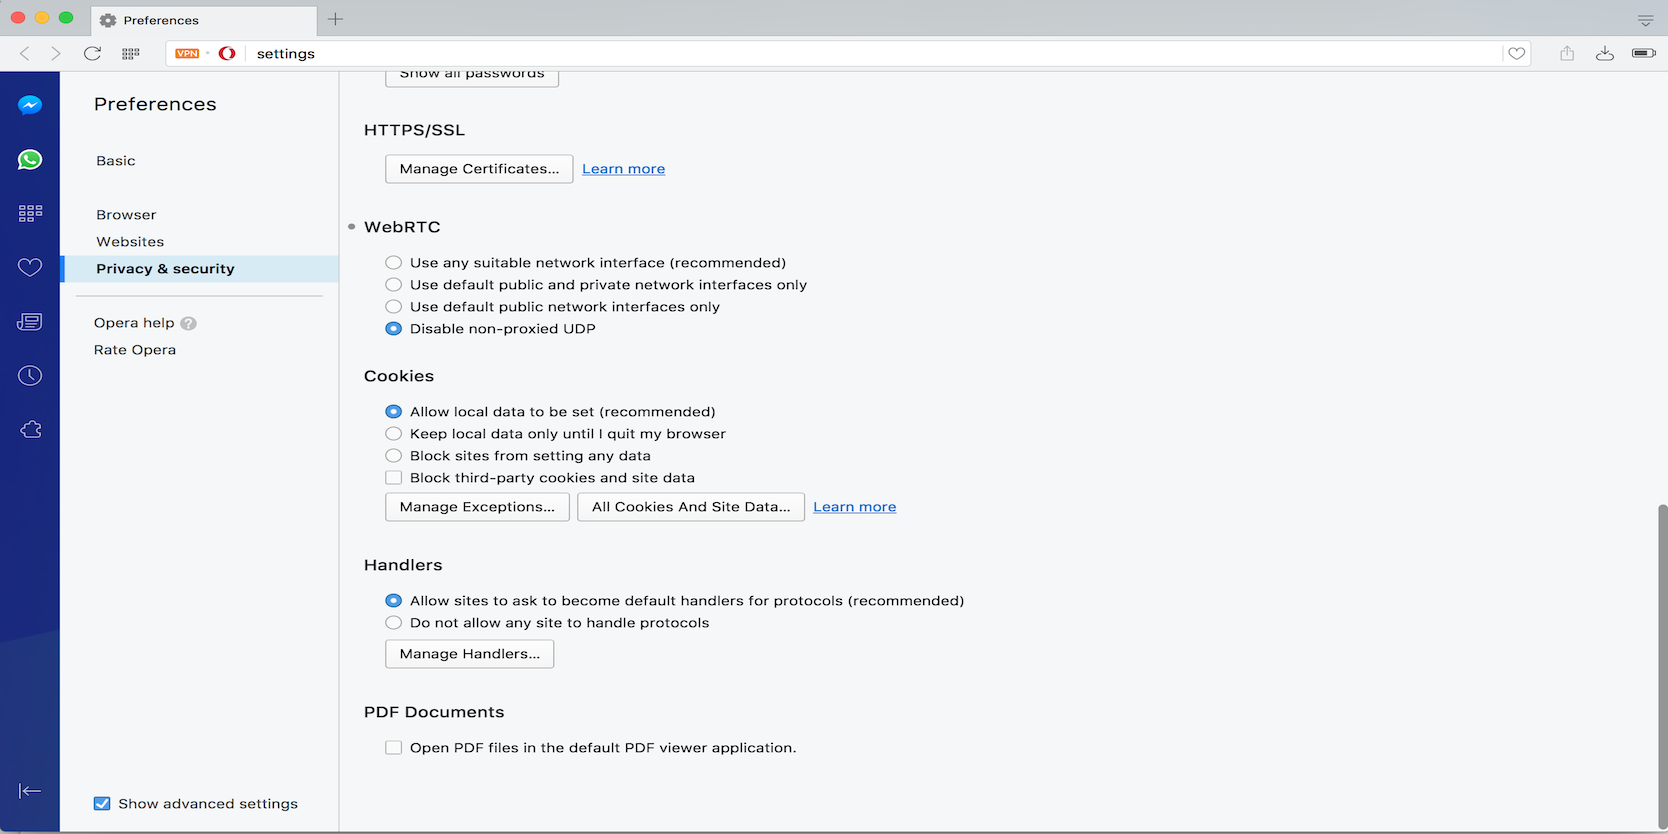 Preferences
VPN
settings
Preferences
Basic
Browser
Websites
Privacy & security
Opera help ?
Rate Opera
Show advanced settings
Show all passwords
HTTPS/SSL
Manage Certificates... Learn more
WebRTC
Use any suitable network interface (recommended)
Use default public and private network interfaces only
Use default public network interfaces only
Disable non-proxied UDP
Cookies
Allow local data to be set (recommended)
Keep local data only until I quit my browser
Block sites from setting any data
Block third-party cookies and site data
Manage Exceptions... All Cookies And Site Data... Learn more
Handlers
Allow sites to ask to become default handlers for protocols (recommended)
Do not allow any site to handle protocols
Manage Handlers...
PDF Documents
Open PDF files in the default PDF viewer application.